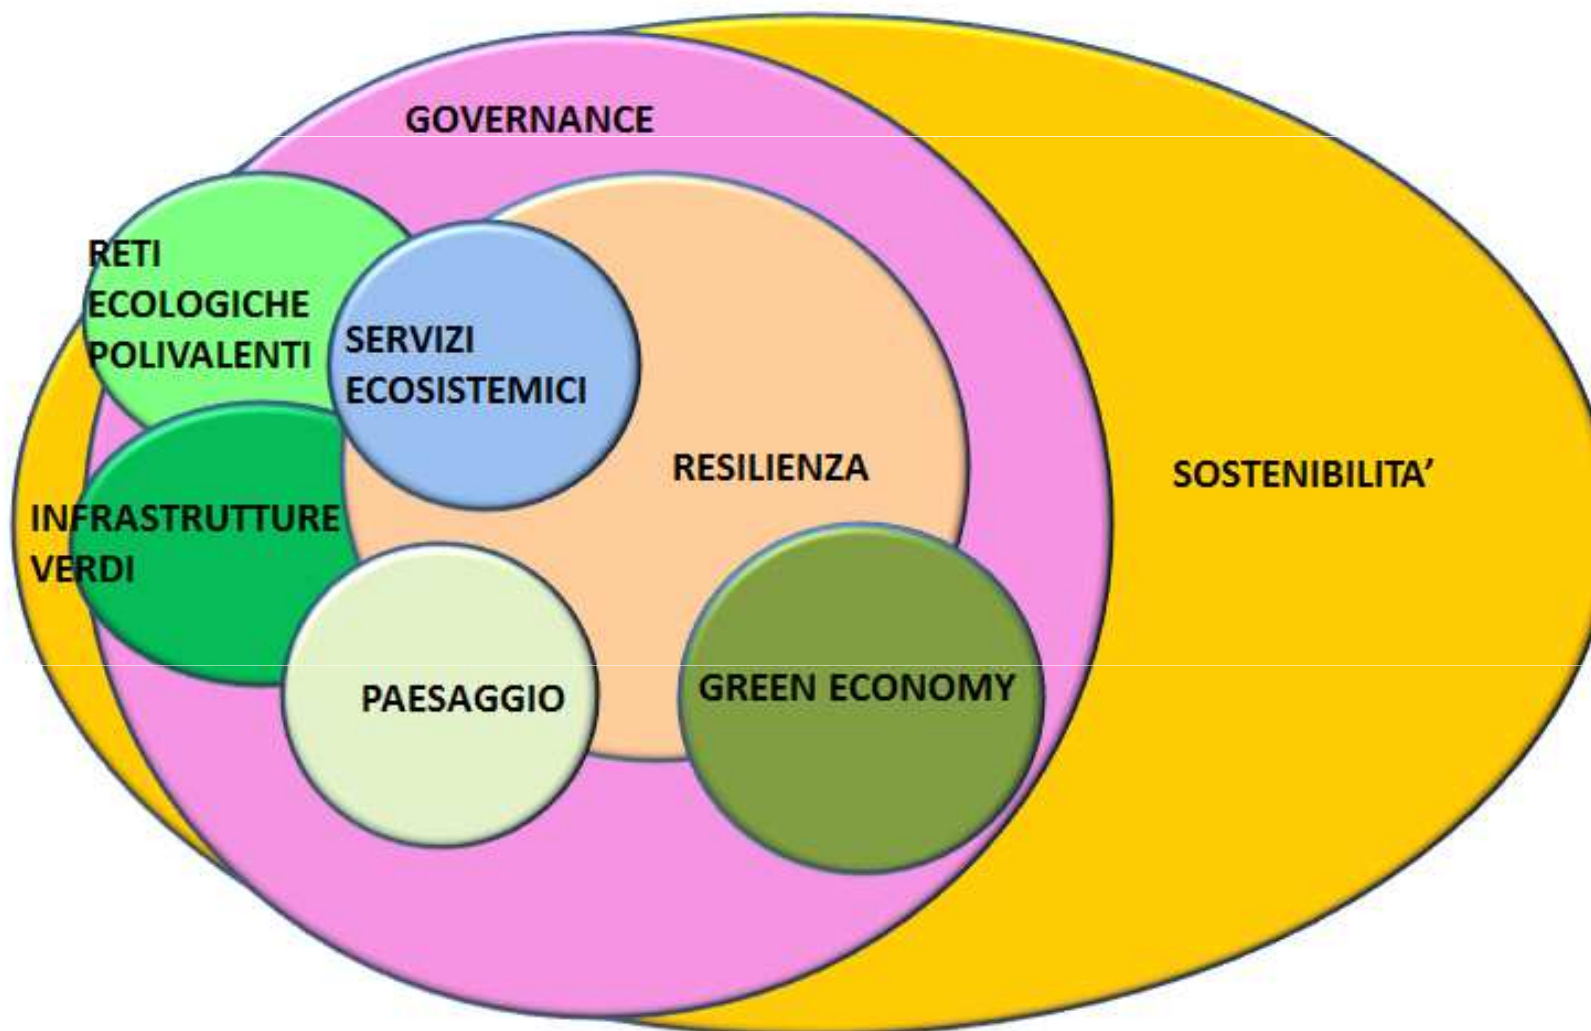 GOVERNANCE
RETI
ECOLOGICHE
POLIVALENTI
SERVIZI
ECOSISTEMICI
RESILIENZA
SOSTENIBILITA’
INFRASTRUTTURE
VERDI
PAESAGGIO
GREEN ECONOMY